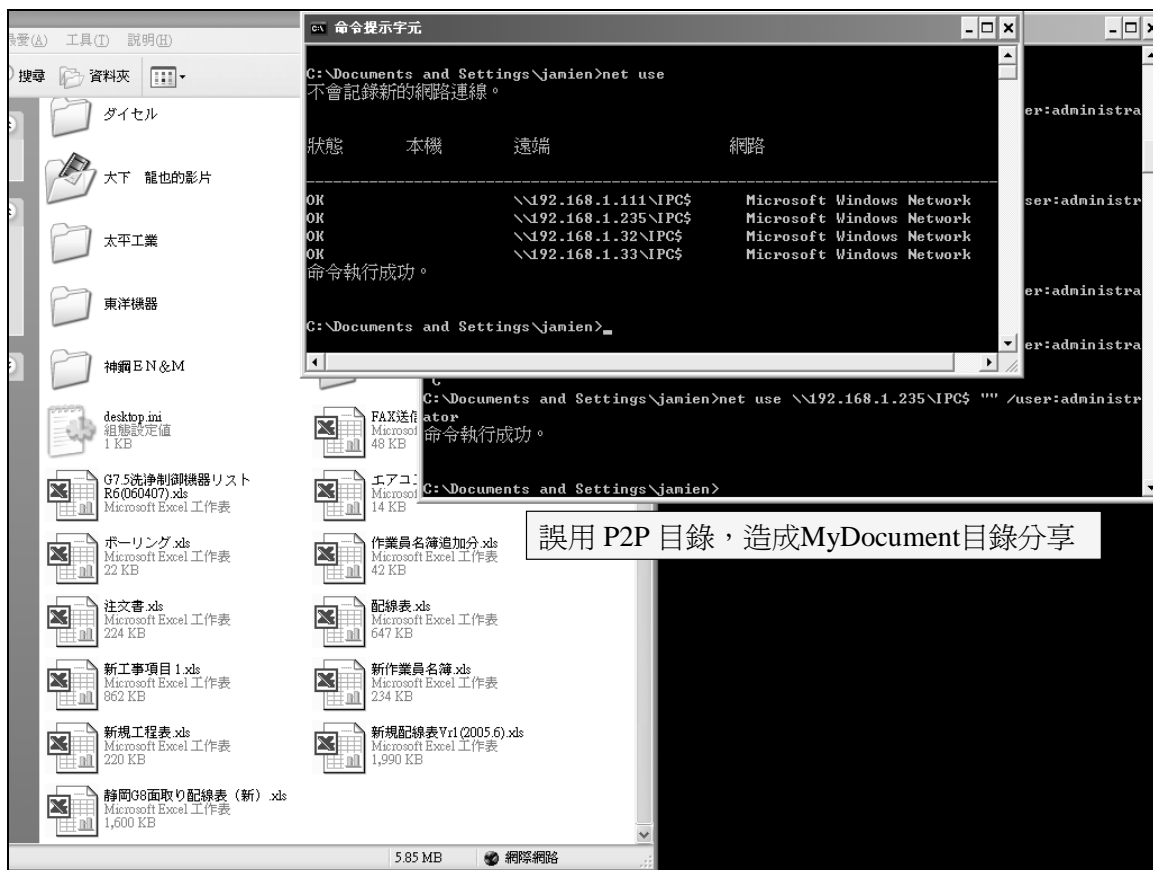 最愛(A) 工具(T) 說明(H)
搜尋 資料夾
ダイセル
大下 龍也的影片
太平工業
東洋機器
神鋼ＥＮ&Ｍ
desktop.ini
組態設定值
1 KB
G7.5洗浄制御機器リスト
R6(060407).xls
Microsoft Excel 工作表
ボーリング.xls
Microsoft Excel 工作表
22 KB
注文書.xls
Microsoft Excel 工作表
224 KB
新工事項目 1.xls
Microsoft Excel 工作表
862 KB
新規工程表.xls
Microsoft Excel 工作表
220 KB
静岡G8面取り配線表（新）.xls
Microsoft Excel 工作表
1,600 KB
FAX送信
Microsof
48 KB
エアコン
Microsof
14 KB
作業員名簿追加分.xls
Microsoft Excel 工作表
42 KB
配線表.xls
Microsoft Excel 工作表
647 KB
新作業員名簿.xls
Microsoft Excel 工作表
234 KB
新規配線表Vr1(2005.6).xls
Microsoft Excel 工作表
1,990 KB
5.85 MB 網際網路
命令提示字元
C:\Documents and Settings\jamien>net use
不會記錄新的網路連線。
狀態 本機 遠端 網路
OK \\192.168.1.111\IPC$ Microsoft Windows Network
OK \\192.168.1.235\IPC$ Microsoft Windows Network
OK \\192.168.1.32\IPC$ Microsoft Windows Network
OK \\192.168.1.33\IPC$ Microsoft Windows Network
命令執行成功。
C:\Documents and Settings\jamien>_
ser:administra
ser:administr
er:administra
er:administra
C:\Documents and Settings\jamien>net use \\192.168.1.235\IPC$ "" /user:administr
ator
命令執行成功。
C:\Documents and Settings\jamien>
誤用 P2P 目錄，造成MyDocument目錄分享